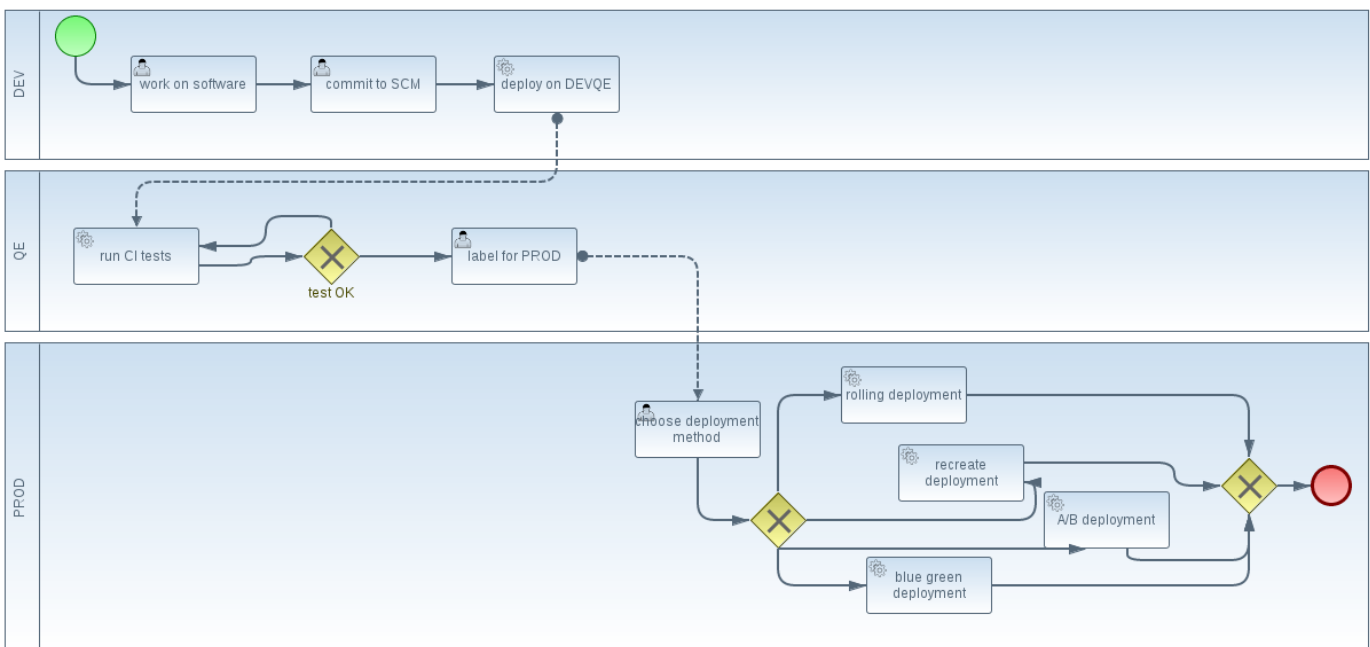 DEV
work on software
commit to SCM
deploy on DEVQE
QE
run CI tests
test OK
label for PROD
PROD
choose deployment
method
rolling deployment
recreate
deployment
A/B deployment
blue green
deployment